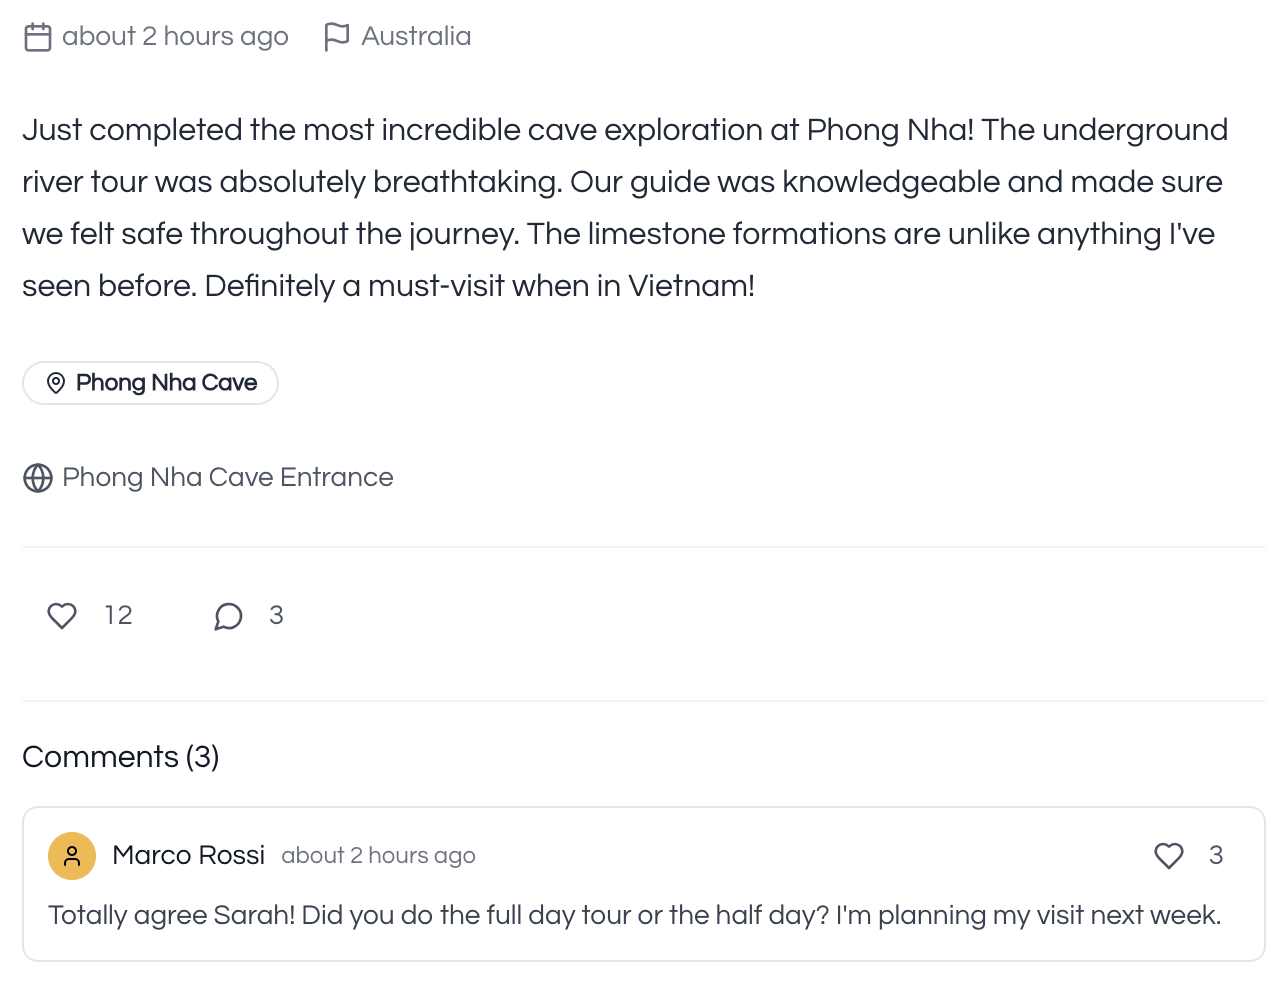 about 2 hours ago Australia
Just completed the most incredible cave exploration at Phong Nha! The underground
river tour was absolutely breathtaking. Our guide was knowledgeable and made sure
we felt safe throughout the journey. The limestone formations are unlike anything I've
seen before. Definitely a must-visit when in Vietnam!
Phong Nha Cave
Phong Nha Cave Entrance
12 3
Comments (3)
Marco Rossi about 2 hours ago 3
Totally agree Sarah! Did you do the full day tour or the half day? I'm planning my visit next week.